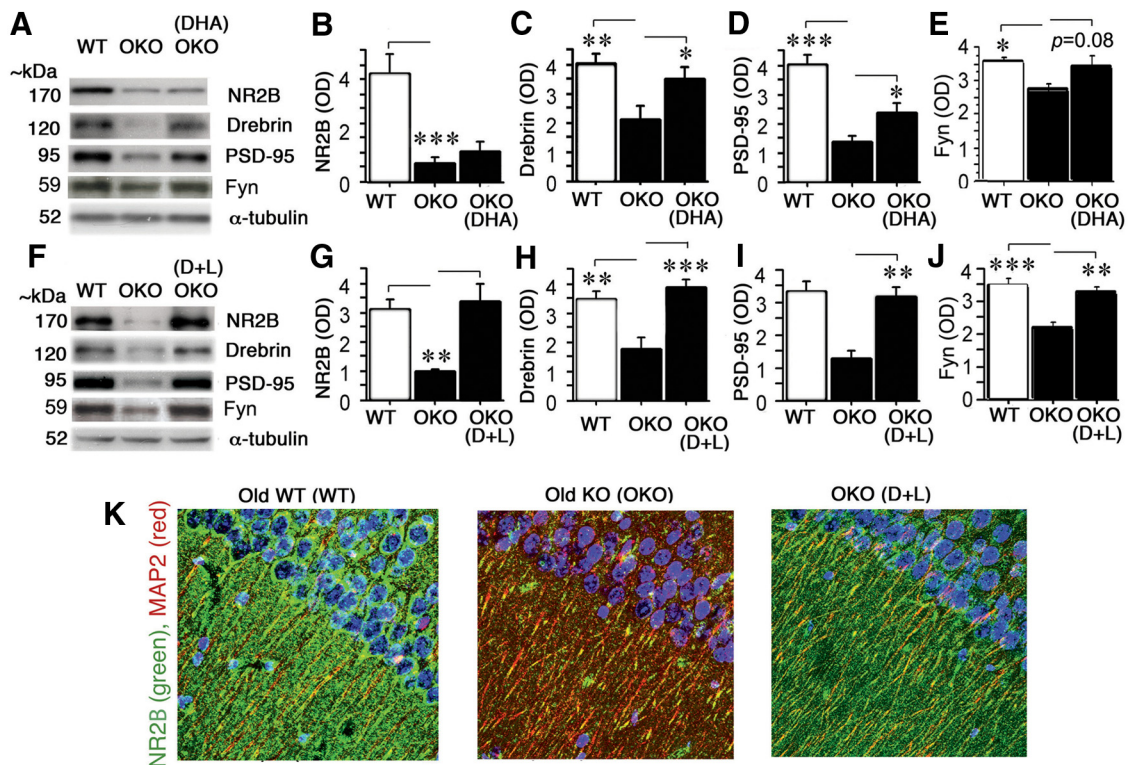 A
WT OKO (DHA) OKO
~kDa
170 NR2B
120 Drebrin
95 PSD-95
59 Fyn
52 α-tubulin
B
NR2B (OD)
4
2
0
***
WT OKO OKO (DHA)
C
Drebrin (OD)
5
4
3
2
1
0
** *
WT OKO OKO (DHA)
D
PSD-95 (OD)
5
4
3
2
1
0
*** *
WT OKO OKO (DHA)
E
Fyn (OD)
4
3
2
1
0
* p=0.08
WT OKO OKO (DHA)
F
WT OKO (D+L) OKO
~kDa
170 NR2B
120 Drebrin
95 PSD-95
59 Fyn
52 α-tubulin
G
NR2B (OD)
4
3
2
1
0
**
WT OKO OKO (D+L)
H
Drebrin (OD)
4
3
2
1
0
** ***
WT OKO OKO (D+L)
I
PSD-95 (OD)
4
3
2
1
0
**
WT OKO OKO (D+L)
J
Fyn (OD)
4
3
2
1
0
*** **
WT OKO OKO (D+L)
K
NR2B (green), MAP2 (red)
Old WT (WT) Old KO (OKO) OKO (D+L)